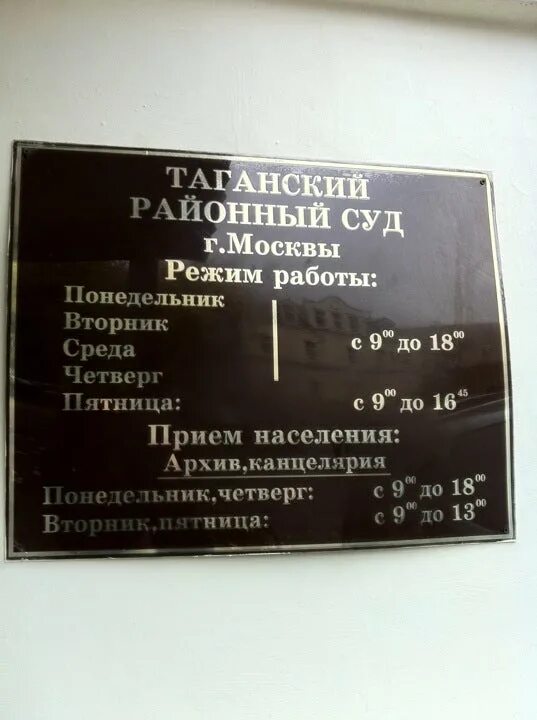 ТАГАНСКИЙ
РАЙОННЫЙ СУД
г.Москвы
Режим работы:
Понедельник
Вторник
Среда
Четверг
с 9⁰⁰ до 18⁰⁰
Пятница: с 9⁰⁰ до 16⁴⁵
Прием населения:
Архив,канцелярия
Понедельник,четверг: с 9⁰⁰ до 18⁰⁰
Вторник,пятница: с 9⁰⁰ до 13⁰⁰